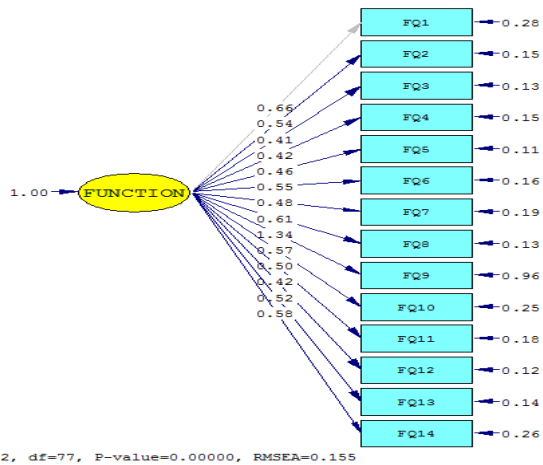 FQ1 0.28
FQ2 0.15
FQ3 0.13
0.66
0.54
FQ4 0.15
0.41
0.42
FQ5 0.11
0.46
FQ6 0.16
0.55
1.00 FUNCTION
0.48
FQ7 0.19
0.61
FQ8 0.13
1.34
0.57
FQ9 0.96
0.50
0.42
FQ10 0.25
0.52
0.58
FQ11 0.18
FQ12 0.12
FQ13 0.14
FQ14 0.26
2, df=77, P-value=0.00000, RMSEA=0.155